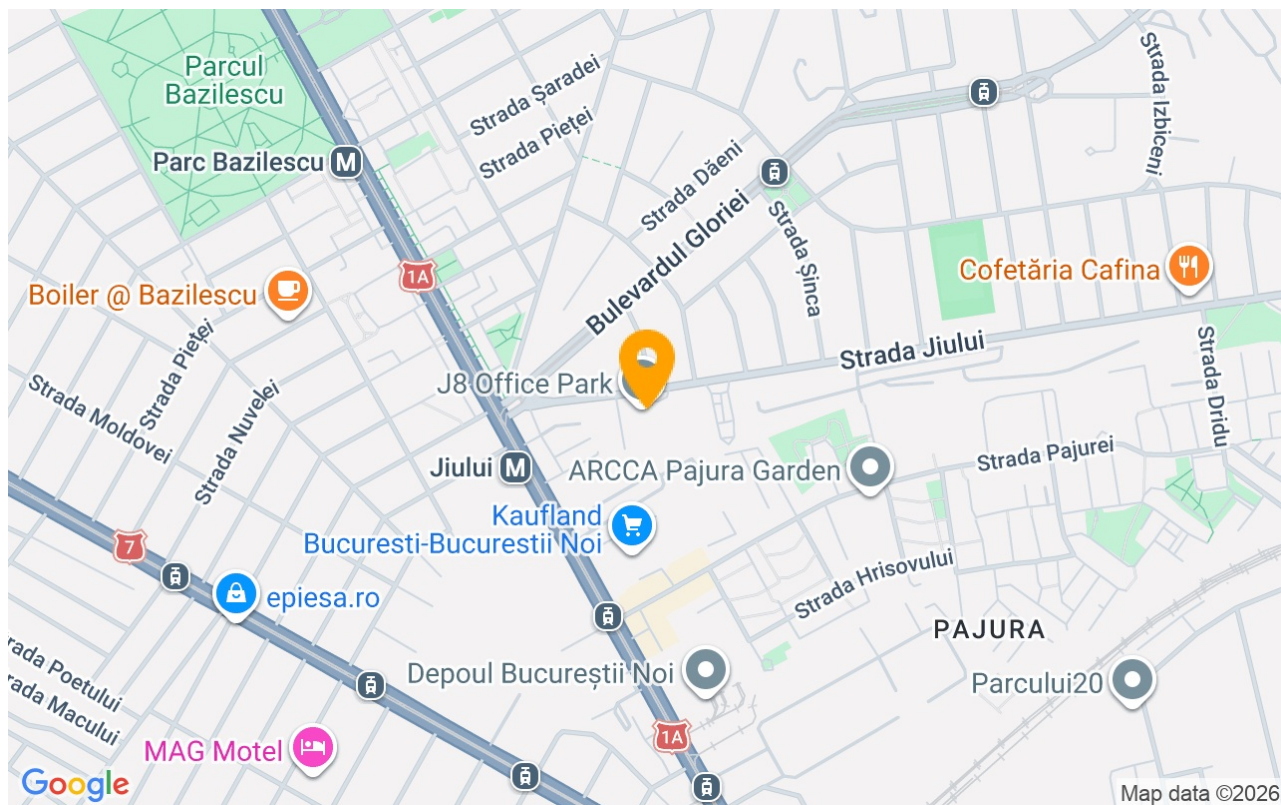 Parcul
Bazilescu
Parc Bazilescu M
Strada Șaradei
Strada Pieței
Strada Dăeni
Bulevardul Gloriei
Strada Șinca
Strada Izbiceni
1A
Boiler @ Bazilescu
Cofetăria Cafina
Strada Pieței
Strada Jiului
J8 Office Park
Strada Moldovei
Strada Nuvelei
Strada Dridu
Jiului M
ARCCA Pajura Garden
Strada Pajurei
Kaufland
Bucuresti-Bucurestii Noi
7
epiesa.ro
Strada Hrisovului
PAJURA
Depoul Bucureștii Noi
Parcului20
rada Poetului
rada Macului
1A
MAG Motel
Google
Map data ©2026